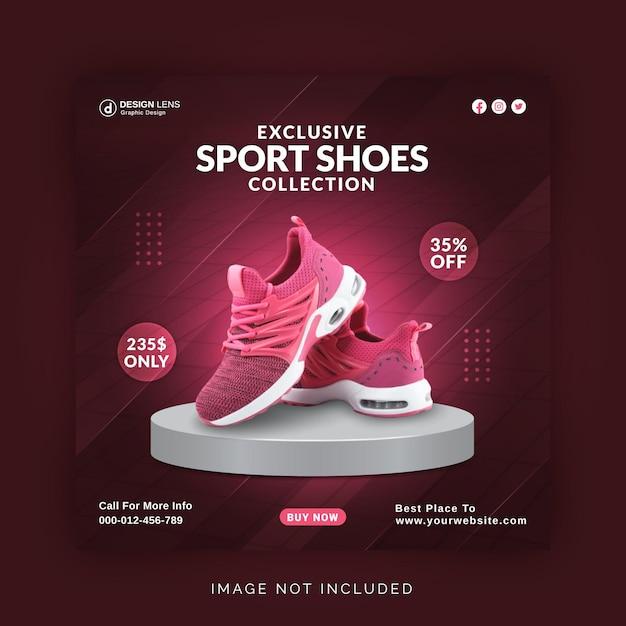 DESIGN LENS
Graphic Design
EXCLUSIVE
SPORT SHOES
COLLECTION
35%
OFF
235$
ONLY
Call For More Info
000-012-456-789
BUY NOW
Best Place To
www.yourwebsite.com
IMAGE NOT INCLUDED